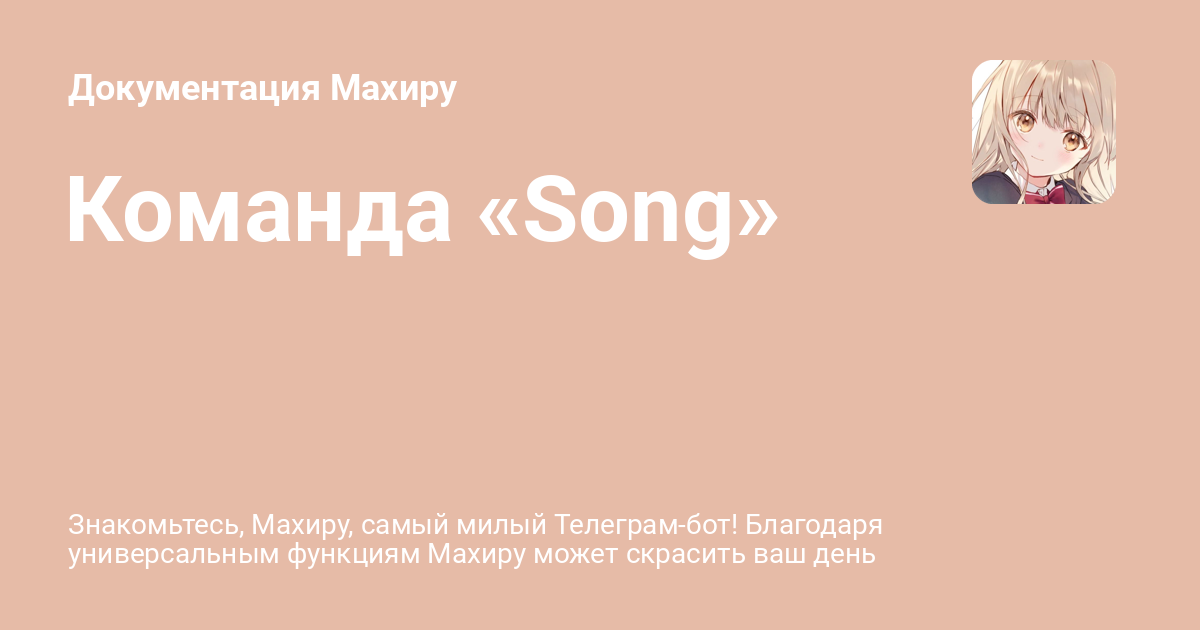 Документация Махиру
Команда «Song»
Знакомьтесь, Махиру, самый милый Телеграм-бот! Благодаря
универсальным функциям Махиру может скрасить ваш день